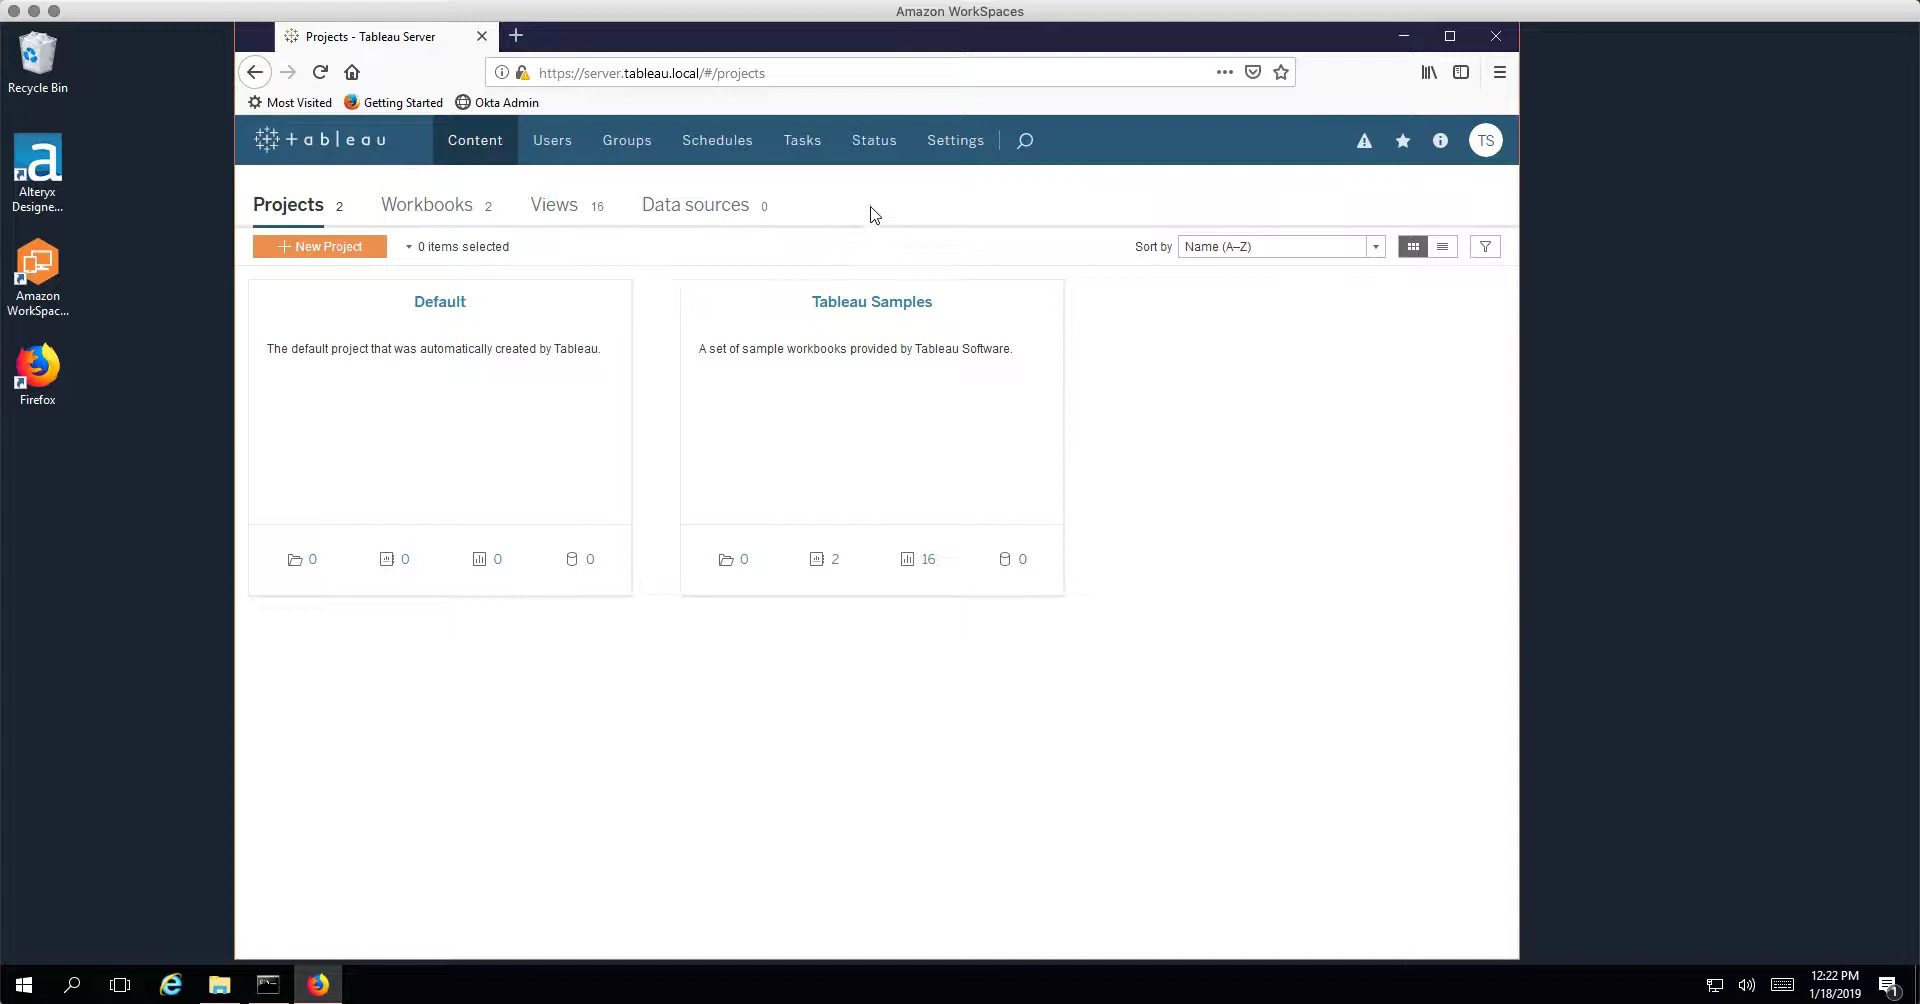 Amazon WorkSpaces
Recycle Bin
Alteryx
Designe...
Amazon
WorkSpac...
Firefox
Projects - Tableau Server
https://server.tableau.local/#/projects
Most Visited Getting Started Okta Admin
+ableau Content Users Groups Schedules Tasks Status Settings TS
Projects 2 Workbooks 2 Views 16 Data sources 0
New Project 0 items selected Sort by Name (A–Z)
Default
The default project that was automatically created by Tableau.
0 0 0 0
Tableau Samples
A set of sample workbooks provided by Tableau Software.
0 2 16 0
12:22 PM
1/18/2019
1